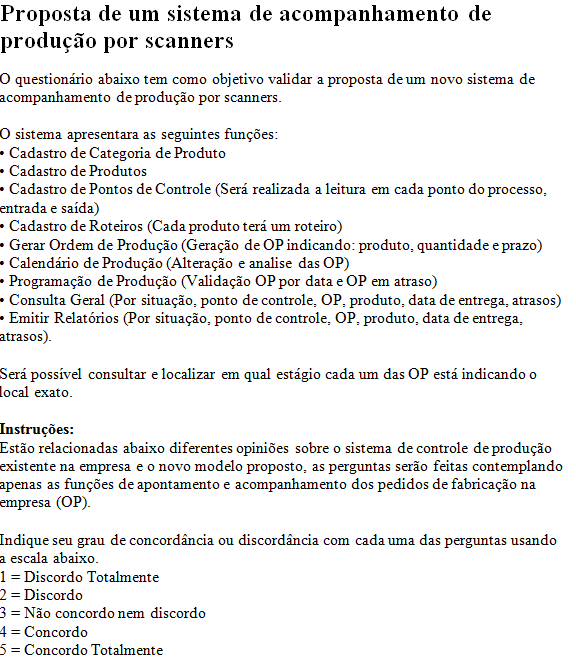 Proposta de um sistema de acompanhamento de
produção por scanners
O questionário abaixo tem como objetivo validar a proposta de um novo sistema de
acompanhamento de produção por scanners.
O sistema apresentara as seguintes funções:
• Cadastro de Categoria de Produto
• Cadastro de Produtos
• Cadastro de Pontos de Controle (Será realizada a leitura em cada ponto do processo,
entrada e saída)
• Cadastro de Roteiros (Cada produto terá um roteiro)
• Gerar Ordem de Produção (Geração de OP indicando: produto, quantidade e prazo)
• Calendário de Produção (Alteração e analise das OP)
• Programação de Produção (Validação OP por data e OP em atraso)
• Consulta Geral (Por situação, ponto de controle, OP, produto, data de entrega, atrasos)
• Emitir Relatórios (Por situação, ponto de controle, OP, produto, data de entrega,
atrasos).
Será possível consultar e localizar em qual estágio cada um das OP está indicando o
local exato.
Instruções:
Estão relacionadas abaixo diferentes opiniões sobre o sistema de controle de produção
existente na empresa e o novo modelo proposto, as perguntas serão feitas contemplando
apenas as funções de apontamento e acompanhamento dos pedidos de fabricação na
empresa (OP).
Indique seu grau de concordância ou discordância com cada uma das perguntas usando
a escala abaixo.
1 = Discordo Totalmente
2 = Discordo
3 = Não concordo nem discordo
4 = Concordo
5 = Concordo Totalmente